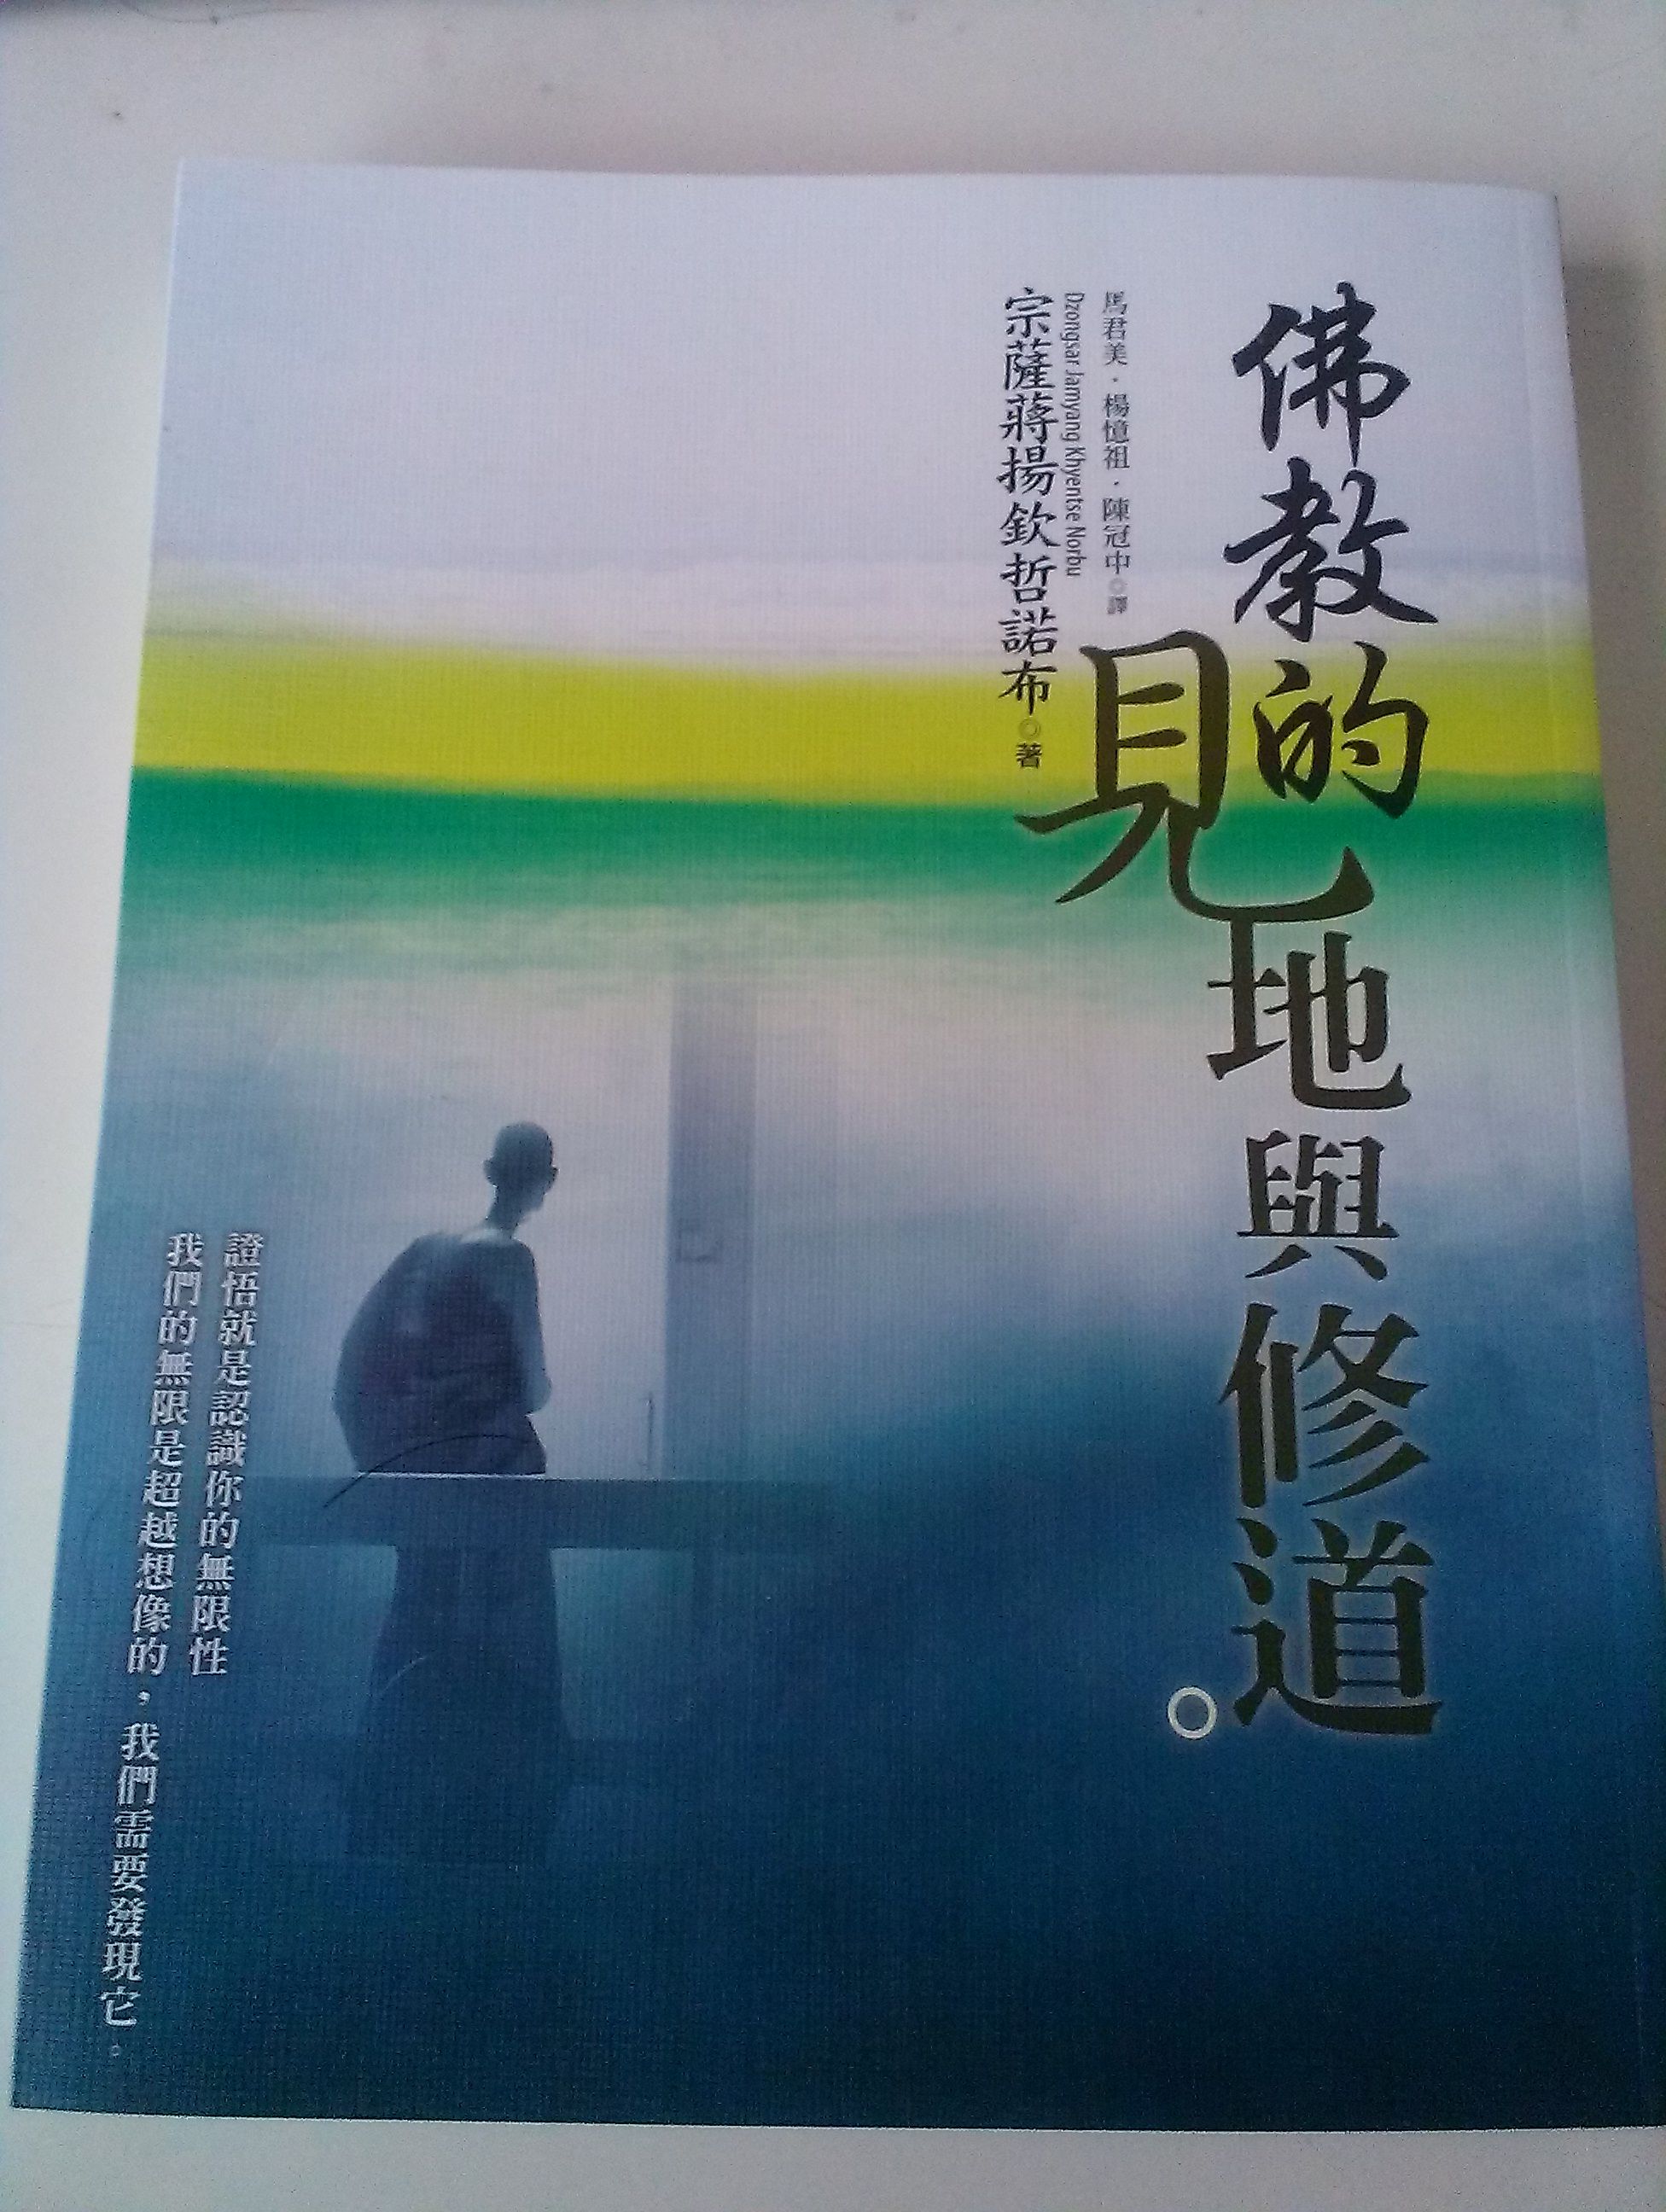 佛教的見地與修道。
馬君美・楊憶祖・陳冠中◎譯
Dzongsar Jamyang Khyentse Norbu
宗薩蔣揚欽哲諾布◎著
證悟就是認識你的無限性
我們的無限是超越想像的，我們需要發現它。